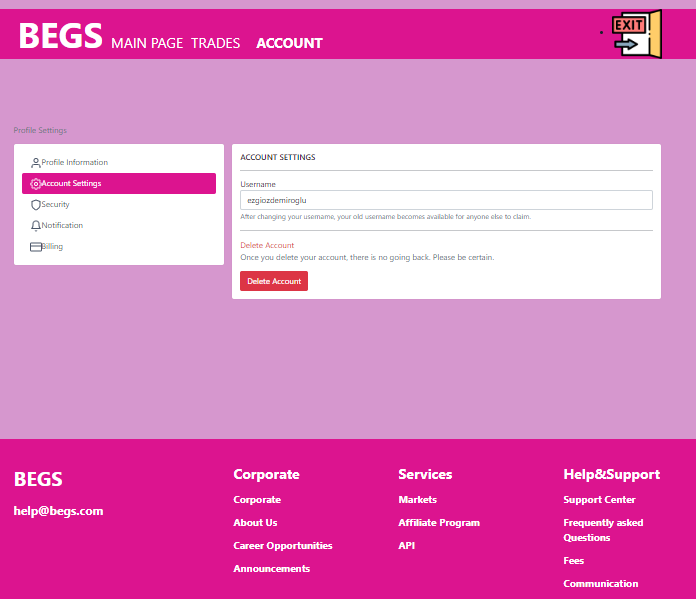 BEGS MAIN PAGE TRADES ACCOUNT
EXIT
Profile Settings
Profile Information
Account Settings
Security
Notification
Billing
ACCOUNT SETTINGS
Username
ezgiozdemiroglu
After changing your username, your old username becomes available for anyone else to claim.
Delete Account
Once you delete your account, there is no going back. Please be certain.
Delete Account
BEGS
help@begs.com
Corporate
Corporate
About Us
Career Opportunities
Announcements
Services
Markets
Affiliate Program
API
Help&Support
Support Center
Frequently asked
Questions
Fees
Communication